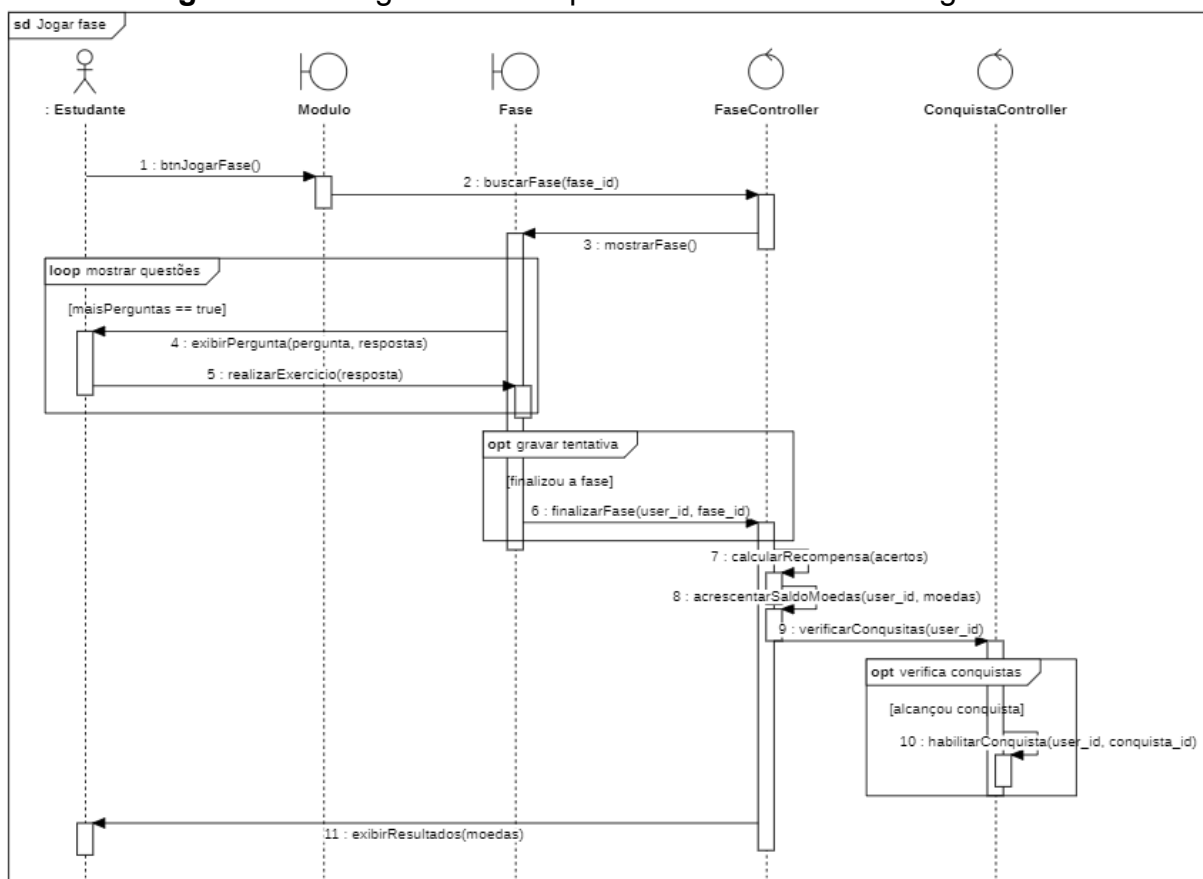 sd Jogar fase
: Estudante
Modulo
Fase
FaseController
ConquistaController
1 : btnJogarFase()
2 : buscarFase(fase_id)
3 : mostrarFase()
loop mostrar questões
[maisPerguntas == true]
4 : exibirPergunta(pergunta, respostas)
5 : realizarExercicio(resposta)
opt gravar tentativa
[finalizou a fase]
6 : finalizarFase(user_id, fase_id)
7 : calcularRecompensa(acertos)
8 : acrescentarSaldoMoedas(user_id, moedas)
9 : verificarConqusitas(user_id)
opt verifica conquistas
[alcançou conquista]
10 : habilitarConquista(user_id, conquista_id)
11 : exibirResultados(moedas)